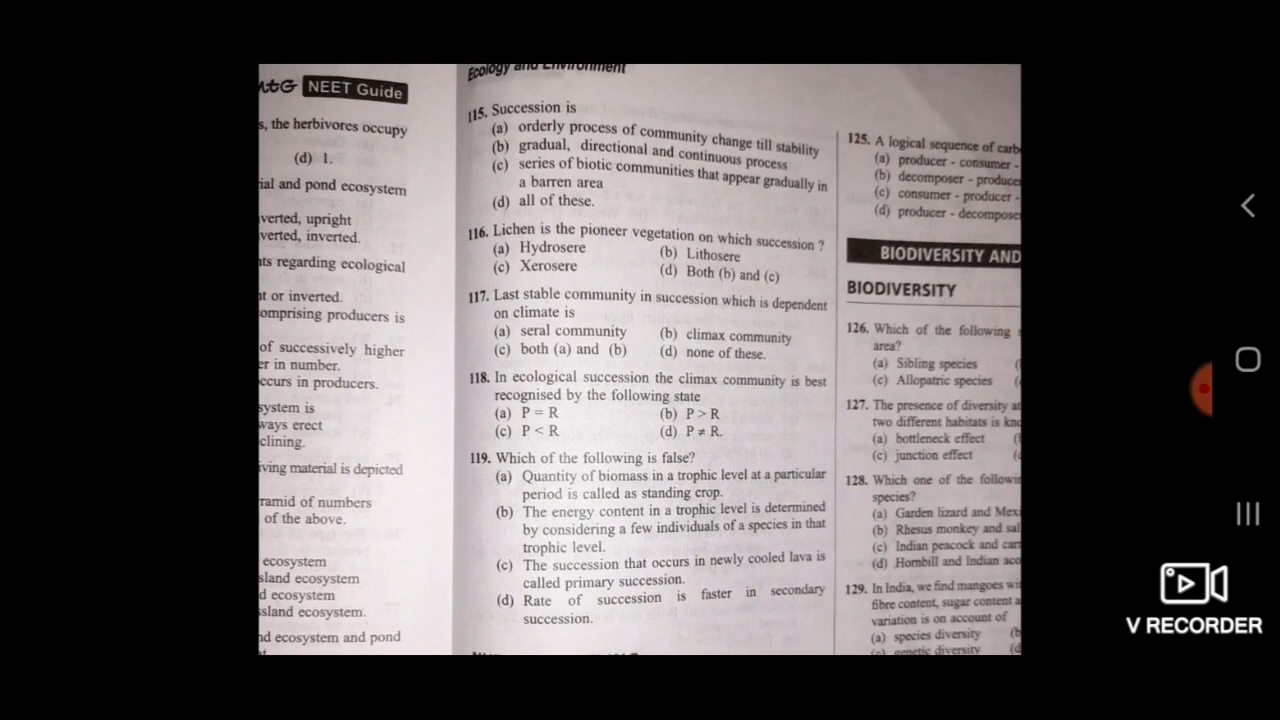 MtG NEET Guide
s, the herbivores occupy
(d) 1.
ial and pond ecosystem
verted, upright
verted, inverted.
ts regarding ecological
t or inverted.
omprising producers is
of successively higher
er in number.
ccurs in producers.
system is
ways erect
clining.
iving material is depicted
ramid of numbers
of the above.
ecosystem
sland ecosystem
d ecosystem
ssland ecosystem.
nd ecosystem and pond
Ecology and Environment
115. Succession is
(a) orderly process of community change till stability
(b) gradual, directional and continuous process
(c) series of biotic communities that appear gradually in
a barren area
(d) all of these.
116. Lichen is the pioneer vegetation on which succession ?
(a) Hydrosere (b) Lithosere
(c) Xerosere (d) Both (b) and (c)
117. Last stable community in succession which is dependent
on climate is
(a) seral community (b) climax community
(c) both (a) and (b) (d) none of these.
118. In ecological succession the climax community is best
recognised by the following state
(a) P = R (b) P > R
(c) P < R (d) P ≠ R.
119. Which of the following is false?
(a) Quantity of biomass in a trophic level at a particular
period is called as standing crop.
(b) The energy content in a trophic level is determined
by considering a few individuals of a species in that
trophic level.
(c) The succession that occurs in newly cooled lava is
called primary succession.
(d) Rate of succession is faster in secondary
succession.
125. A logical sequence of carb
(a) producer - consumer -
(b) decomposer - produce
(c) consumer - producer -
(d) producer - decompose
BIODIVERSITY AND
BIODIVERSITY
126. Which of the following s
area?
(a) Sibling species (
(c) Allopatric species (
127. The presence of diversity at
two different habitats is kno
(a) bottleneck effect (
(c) junction effect (
128. Which one of the followin
species?
(a) Garden lizard and Mexi
(b) Rhesus monkey and sal
(c) Indian peacock and carr
(d) Hornbill and Indian aco
129. In India, we find mangoes wi
fibre content, sugar content a
variation is on account of
(a) species diversity (b
(c) genetic diversity (d
V RECORDER